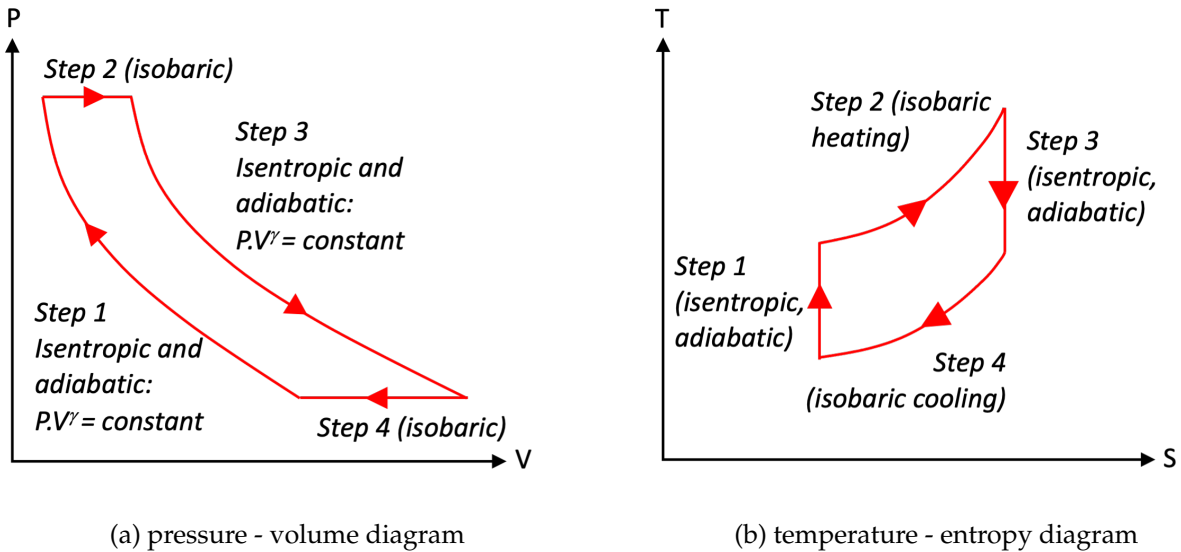 P
Step 2 (isobaric)
Step 3
Isentropic and
adiabatic:
P.Vᵞ = constant
Step 1
Isentropic and
adiabatic:
P.Vᵞ = constant
Step 4 (isobaric)
V
(a) pressure - volume diagram
T
Step 2 (isobaric
heating)
Step 3
(isentropic,
adiabatic)
Step 1
(isentropic,
adiabatic)
Step 4
(isobaric cooling)
S
(b) temperature - entropy diagram